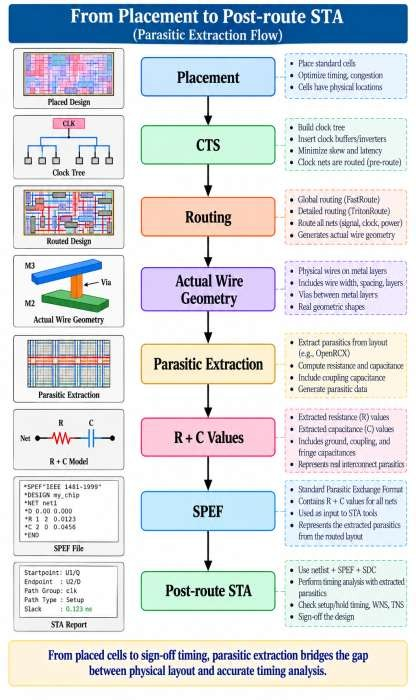 From Placement to Post-route STA
(Parasitic Extraction Flow)
Placed Design
Placement
• Place standard cells
• Optimize timing, congestion
• Cells have physical locations
CLK
Clock Tree
CTS
• Build clock tree
• Insert clock buffers/inverters
• Minimize skew and latency
• Clock nets are routed (pre-route)
Routed Design
Routing
• Global routing (FastRoute)
• Detailed routing (TritonRoute)
• Route all nets (signal, clock, power)
• Generates actual wire geometry
M3
Via
M2
Actual Wire Geometry
Actual Wire
Geometry
• Physical wires on metal layers
• Includes wire width, spacing, layers
• Vias between metal layers
• Real geometric shapes
Parasitic Extraction
Parasitic Extraction
• Extract parasitics from layout
(e.g., OpenRCX)
• Compute resistance and capacitance
• Include coupling capacitance
• Generate parasitic data
R C
Net
R + C Model
R + C Values
• Extracted resistance (R) values
• Extracted capacitance (C) values
• Includes ground, coupling, and
fringe capacitances
• Represents real interconnect parasitics
*SPEF"IEEE 1481-1999"
*DESIGN my_chip
*NET net1
*D 0.00 0.000
*R 1 2 0.0123
*C 2 0 0.0456
*END
SPEF File
SPEF
• Standard Parasitic Exchange Format
• Contains R + C values for all nets
• Used as input to STA tools
• Represents the extracted parasitics
from the routed layout
Startpoint: U1/Q
Endpoint : U2/D
Path Group: clk
Path Type : Setup
Slack : 0.123 ns
STA Report
Post-route STA
• Use netlist + SPEF + SDC
• Perform timing analysis with
extracted parasitics
• Check setup/hold timing, WNS, TNS
• Sign-off the design
From placed cells to sign-off timing, parasitic extraction bridges the gap
between physical layout and accurate timing analysis.